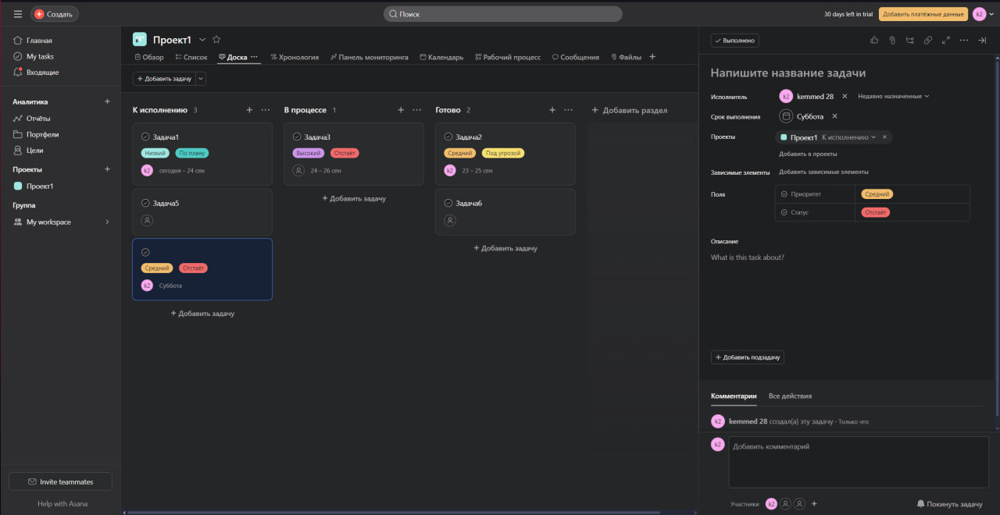 Создать
Поиск
30 days left in trial
Добавить платёжные данные
k2
Главная
My tasks
Входящие
Аналитика
Отчёты
Портфели
Цели
Проекты
Проект1
Группа
My workspace
Invite teammates
Help with Asana
Проект1
Обзор
Список
Доска
Хронология
Панель мониторинга
Календарь
Рабочий процесс
Сообщения
Файлы
+ Добавить задачу
К исполнению 3
Задача1
Низкий По плану
k2 сегодня – 24 сен
Задача5
Средний Отстаёт
k2 Суббота
+ Добавить задачу
В процессе 1
Задача3
Высокий Отстаёт
24 – 26 сен
+ Добавить задачу
Готово 2
Задача2
Средний Под угрозой
k2 23 – 25 сен
Задача6
+ Добавить задачу
+ Добавить раздел
Выполнено
Напишите название задачи
Исполнитель k2 kemmed 28 Недавно назначенные
Срок выполнения Суббота
Проекты Проект1 К исполнению
Добавить в проекты
Зависимые элементы Добавить зависимые элементы
Поля Приоритет Средний
Статус Отстаёт
Описание
What is this task about?
+ Добавить подзадачу
Комментарии Все действия
k2 kemmed 28 создал(а) эту задачу · Только что
k2 Добавить комментарий
Участники k2 + Покинуть задачу